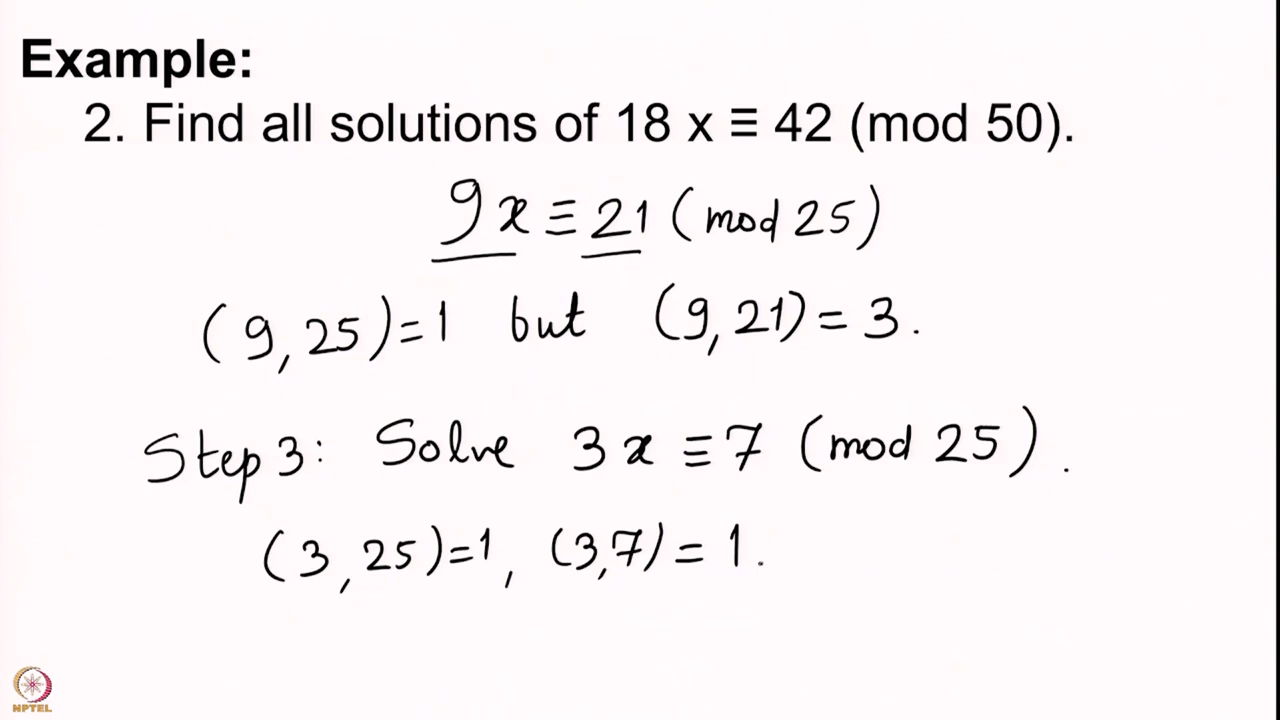 Example:
2. Find all solutions of 18 x ≡ 42 (mod 50).
9x ≡ 21 (mod 25)
(9, 25) = 1 but (9, 21) = 3.
Step 3: Solve 3x ≡ 7 (mod 25).
(3, 25) = 1, (3,7) = 1.
NPTEL